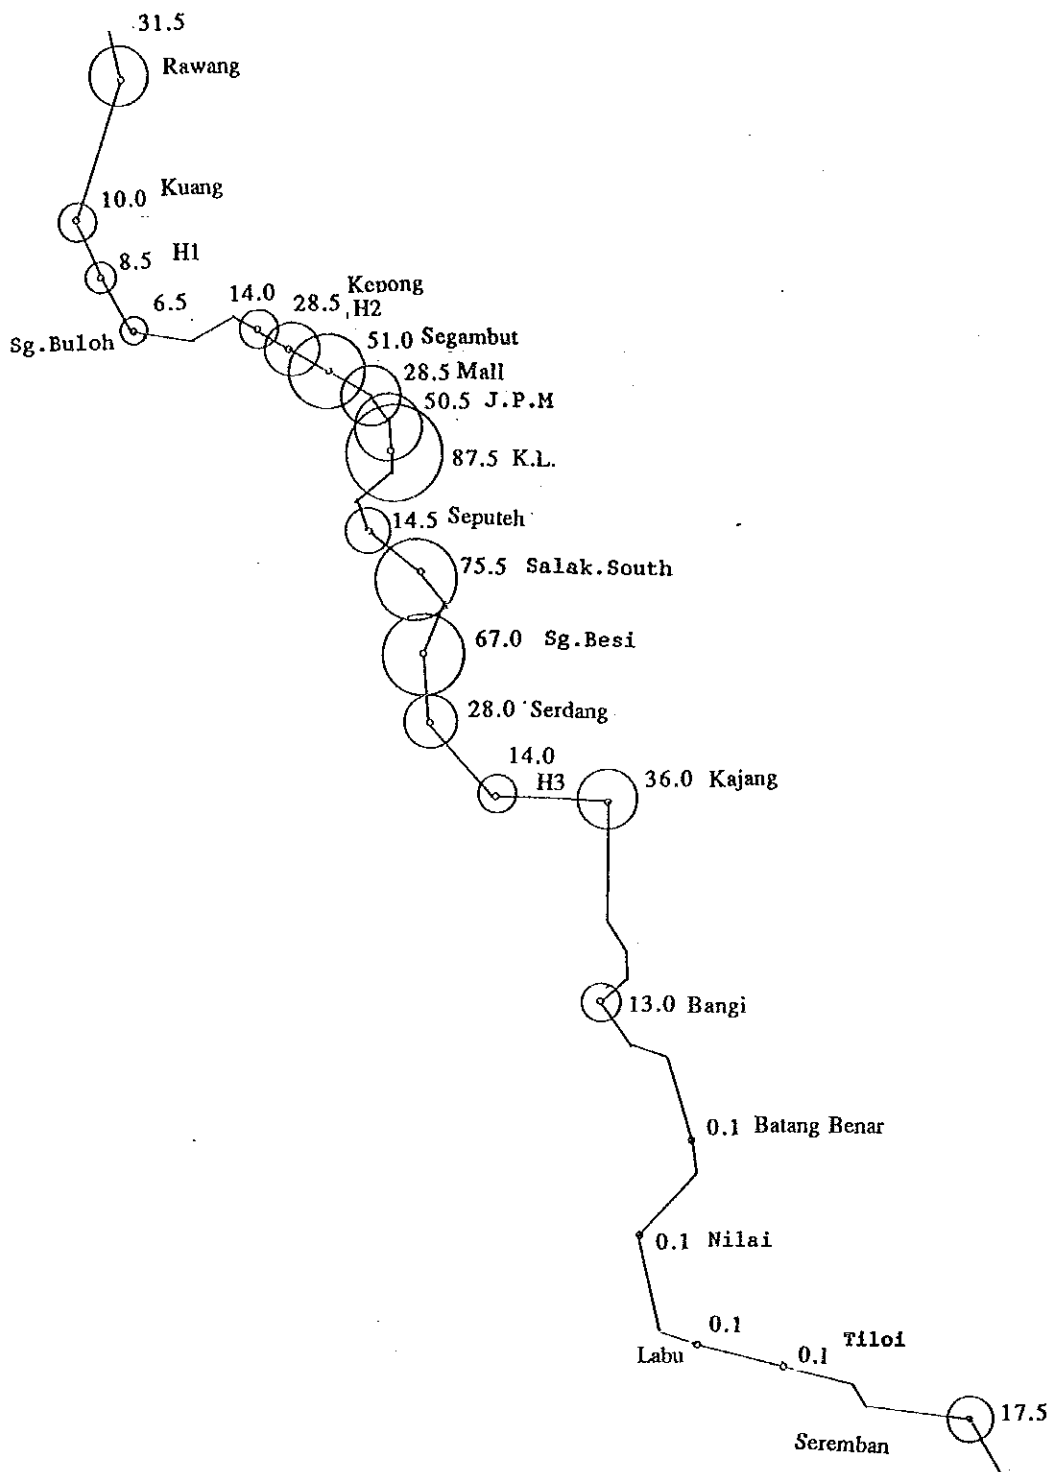 31.5
Rawang
10.0 Kuang
8.5 H1
6.5
Sg.Buloh
14.0
28.5 Kepong
H2
51.0 Segambut
28.5 Mall
50.5 J.P.M
87.5 K.L.
14.5 Seputeh
75.5 Salak.South
67.0 Sg.Besi
28.0 Serdang
14.0
H3
36.0 Kajang
13.0 Bangi
0.1 Batang Benar
0.1 Nilai
0.1
Labu
0.1 Tiloi
17.5
Seremban